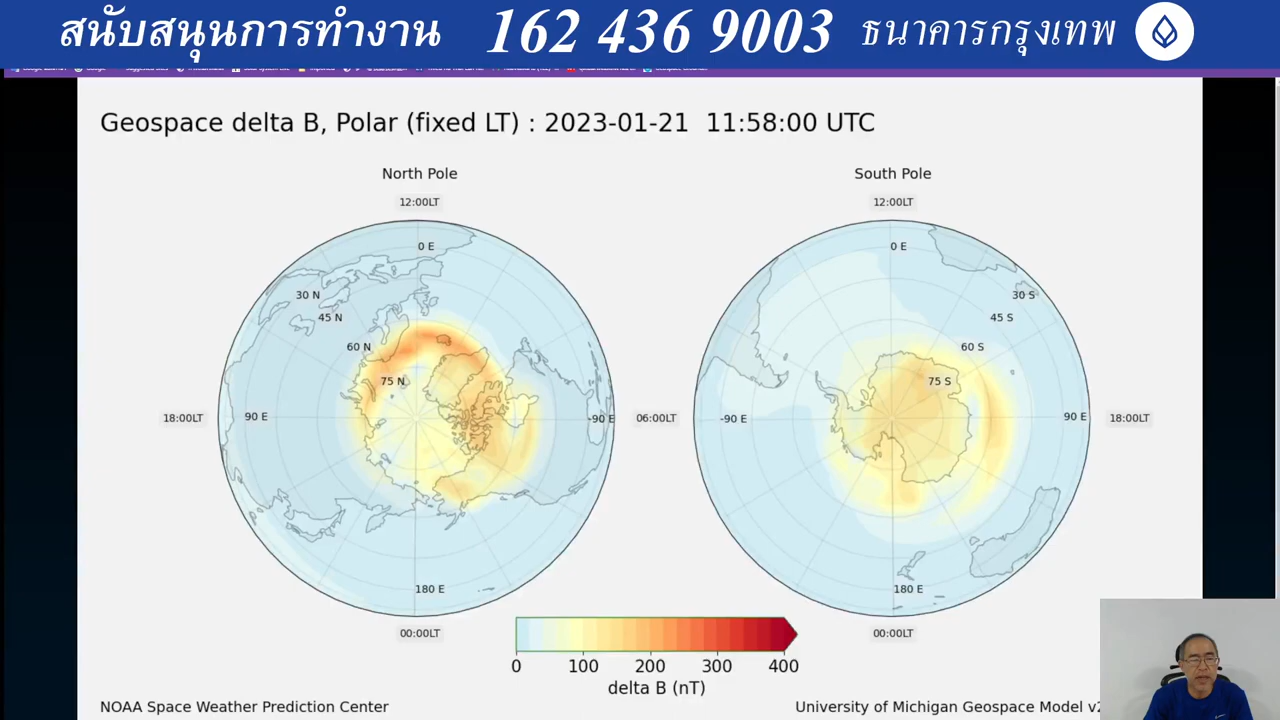 สนับสนุนการทำงาน 162 436 9003 ธนาคารกรุงเทพ
Geospace delta B, Polar (fixed LT) : 2023-01-21 11:58:00 UTC
North Pole
South Pole
12:00LT
12:00LT
0 E
0 E
30 N
30 S
45 N
45 S
60 N
60 S
75 N
75 S
18:00LT
90 E
-90 E
06:00LT
-90 E
90 E
18:00LT
180 E
180 E
00:00LT
00:00LT
0 100 200 300 400
delta B (nT)
NOAA Space Weather Prediction Center
University of Michigan Geospace Model